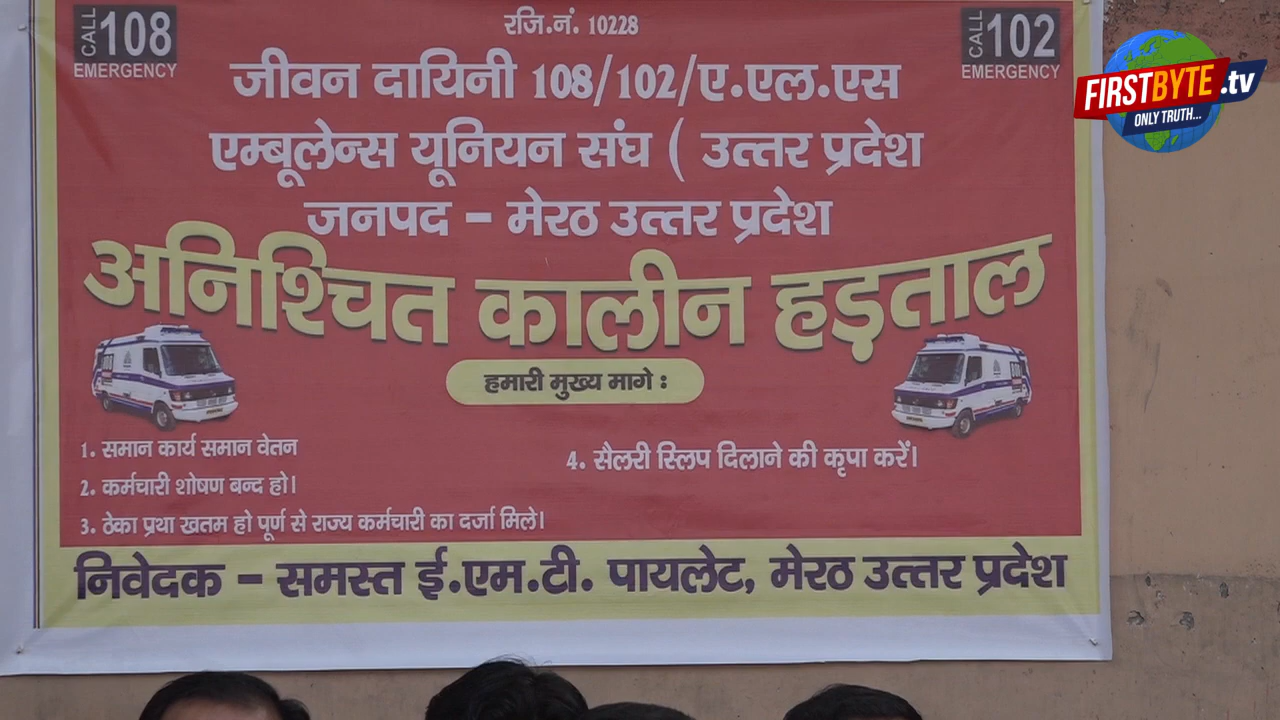 CALL 108
EMERGENCY
रजि.नं. 10228
CALL 102
EMERGENCY
FIRSTBYTE.tv
ONLY TRUTH...
जीवन दायिनी 108/102/ए.एल.एस
एम्बूलेन्स यूनियन संघ ( उत्तर प्रदेश
जनपद - मेरठ उत्तर प्रदेश
अनिश्चित कालीन हड़ताल
हमारी मुख्य मागे :
1. समान कार्य समान वेतन
2. कर्मचारी शोषण बन्द हो।
3. ठेका प्रथा खतम हो पूर्ण से राज्य कर्मचारी का दर्जा मिले।
4. सैलरी स्लिप दिलाने की कृपा करें।
निवेदक - समस्त ई.एम.टी. पायलेट, मेरठ उत्तर प्रदेश